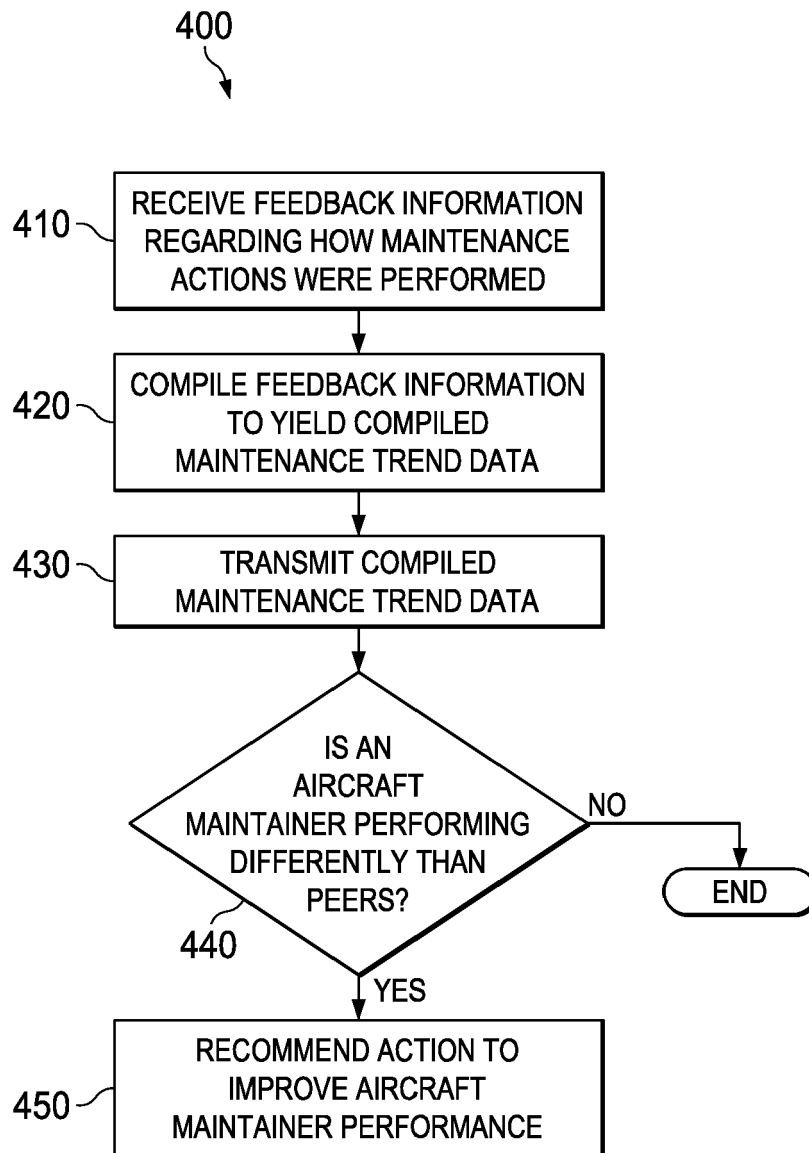 400
410
RECEIVE FEEDBACK INFORMATION
REGARDING HOW MAINTENANCE
ACTIONS WERE PERFORMED
420
COMPILE FEEDBACK INFORMATION
TO YIELD COMPILED
MAINTENANCE TREND DATA
430
TRANSMIT COMPILED
MAINTENANCE TREND DATA
IS AN
AIRCRAFT
MAINTAINER PERFORMING
DIFFERENTLY THAN
PEERS?
440
NO
END
YES
450
RECOMMEND ACTION TO
IMPROVE AIRCRAFT
MAINTAINER PERFORMANCE